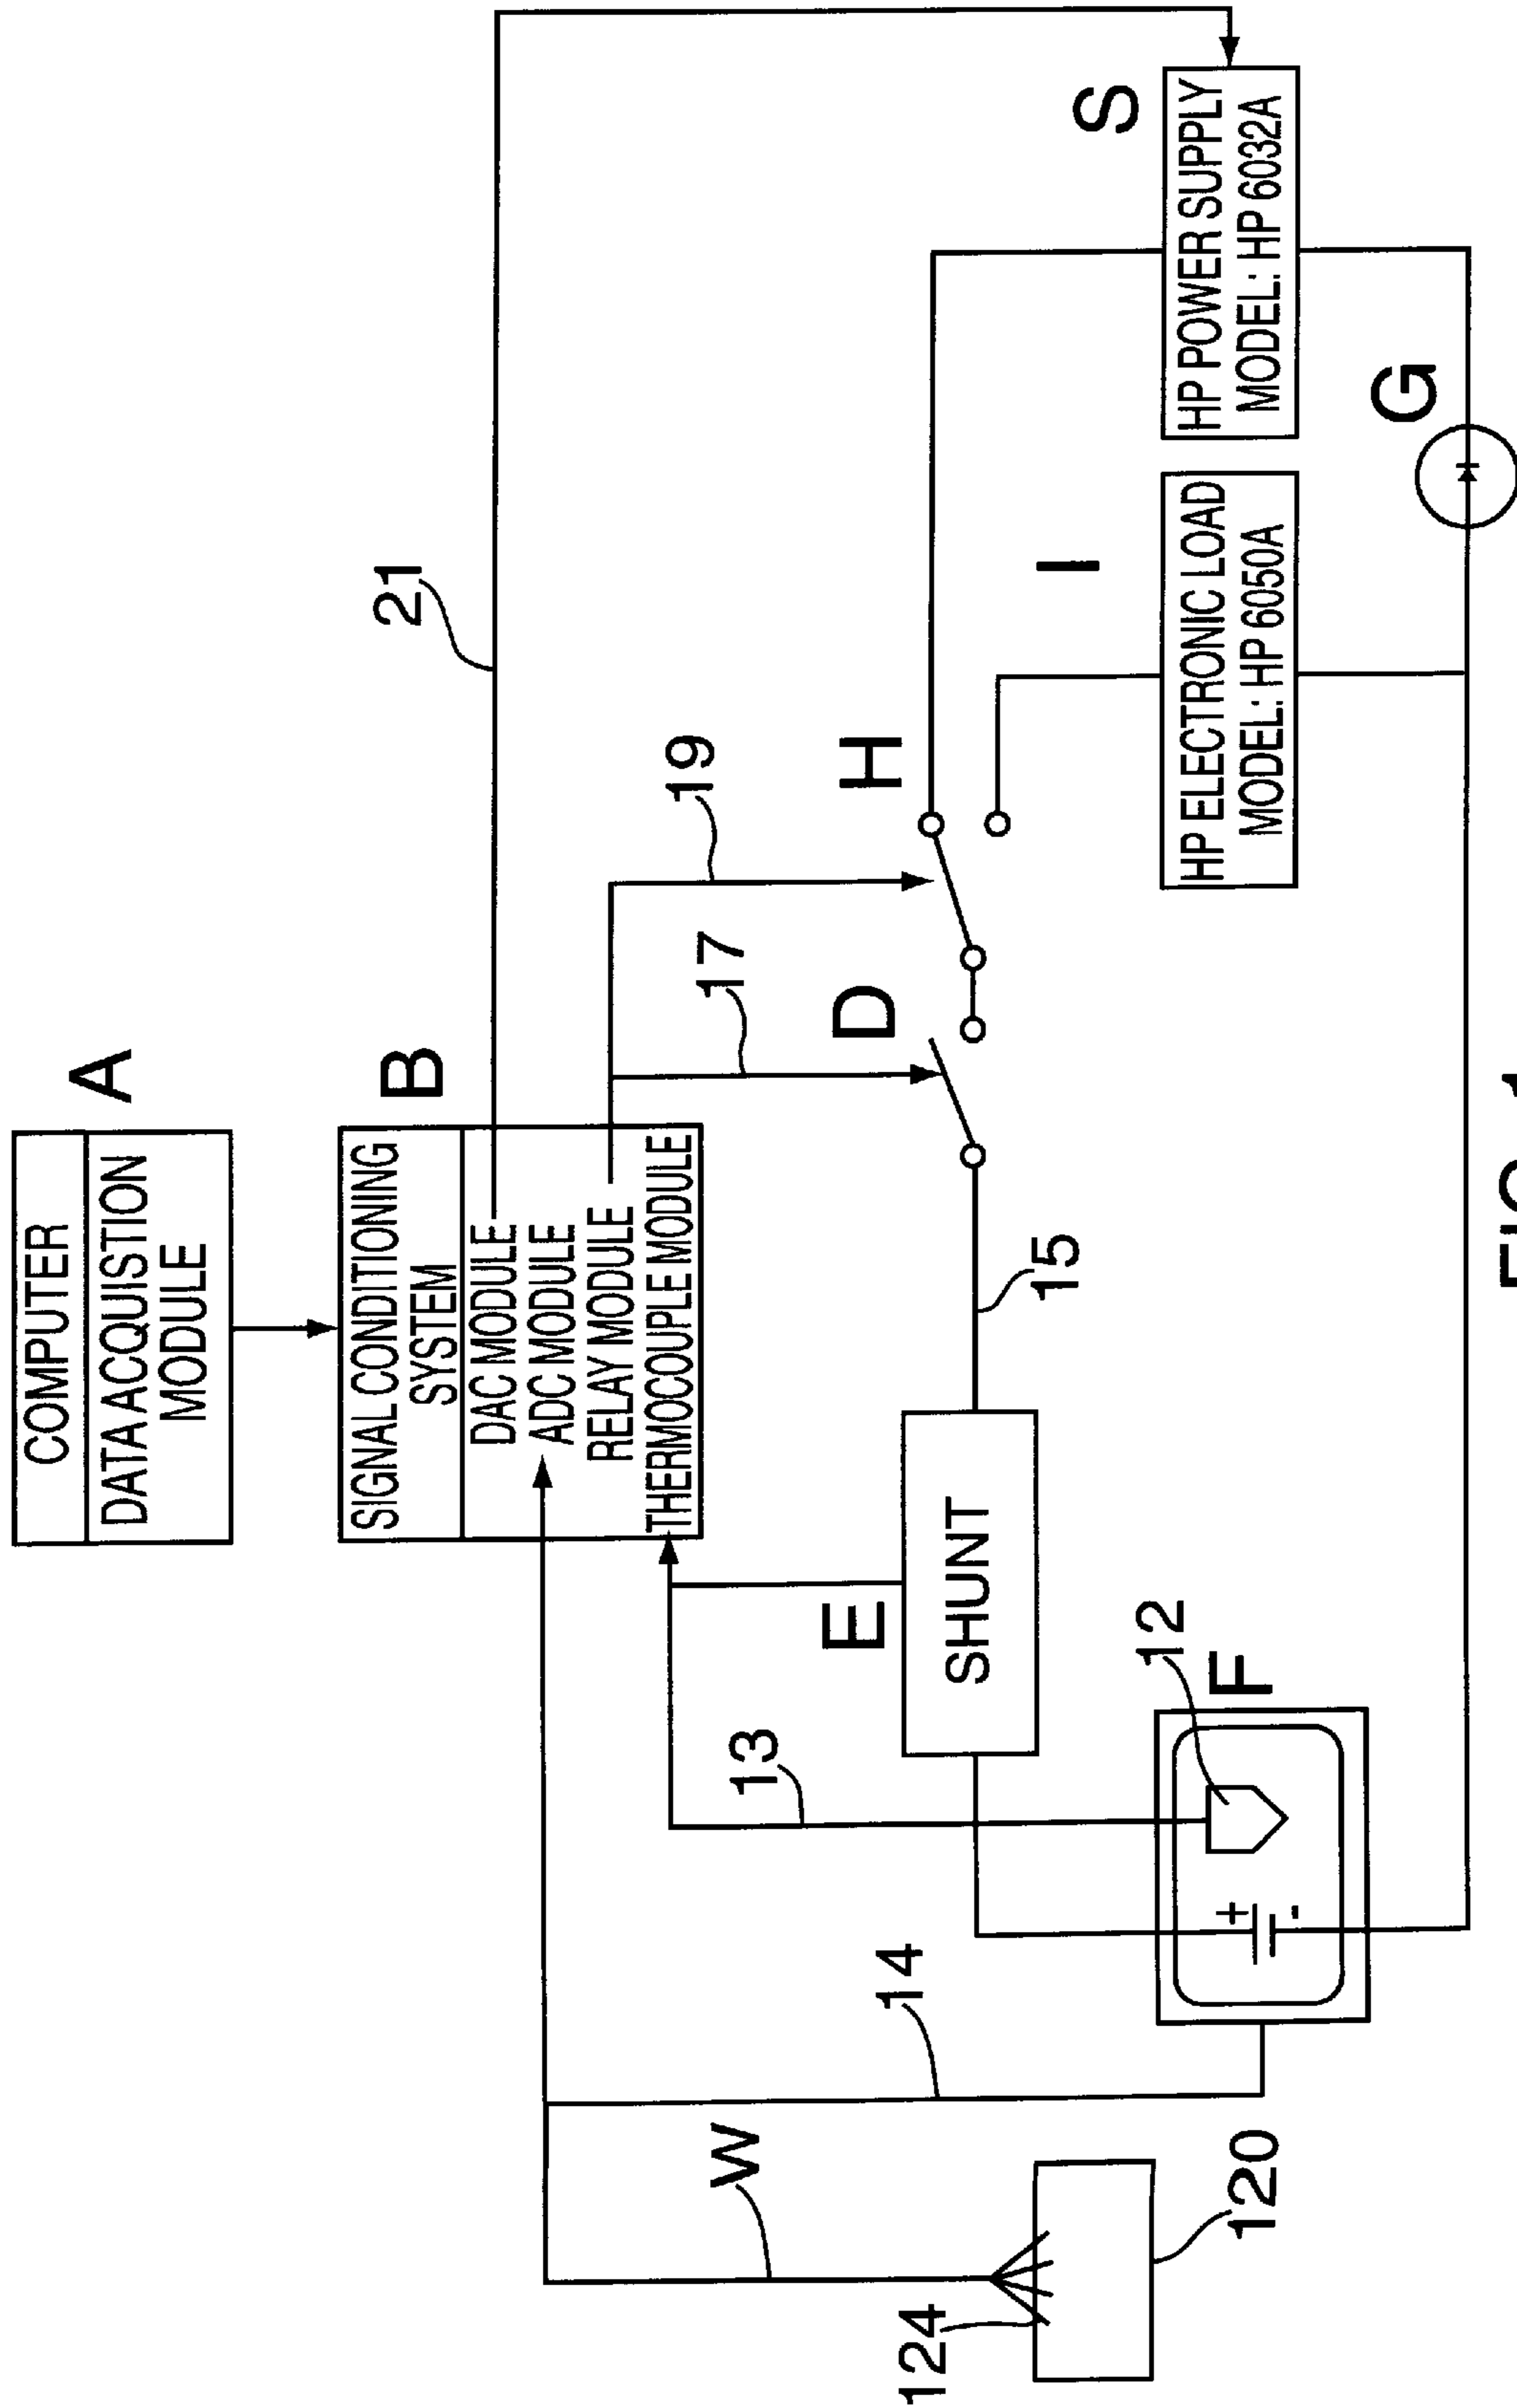 COMPUTER
DATA ACQUISTION
MODULE
A
SIGNAL CONDITIONING
SYSTEM
B
DAC MODULE
ADC MODULE
RELAY MODULE
THERMOCOUPLE MODULE
21
19
17
H
D
E
SHUNT
15
13
14
W
124
120
12
F
+
-
I
HP ELECTRONIC LOAD
MODEL: HP 6050A
S
HP POWER SUPPLY
MODEL: HP 6032A
G